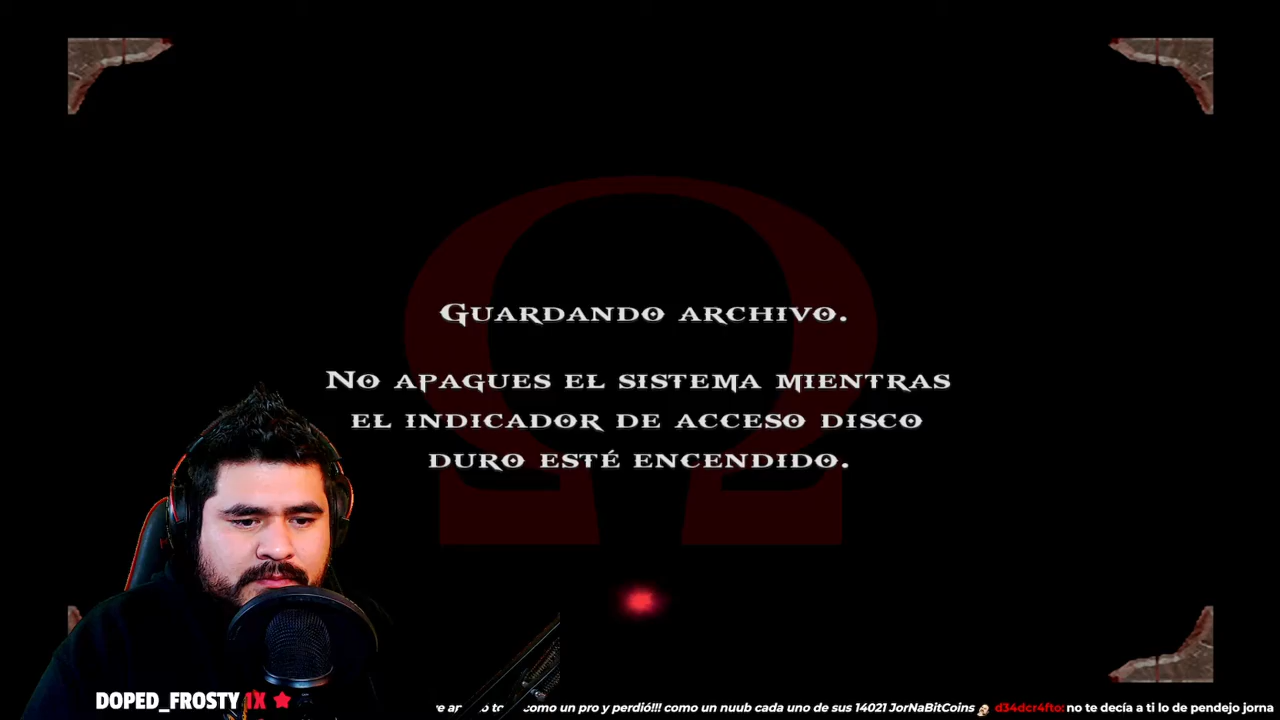 Guardando archivo.
No apagues el sistema mientras
el indicador de acceso disco
duro esté encendido.
DOPED_FROSTY 1X
como un pro y perdió!!! como un nuub cada uno de sus 14021 JorNaBitCoins d34dcr4fto: no te decía a ti lo de pendejo jorna